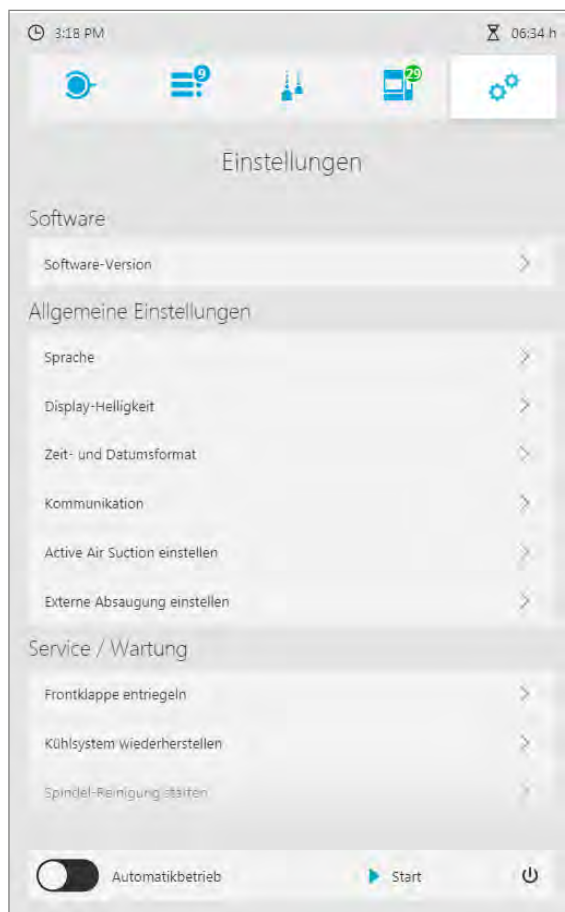 3:18 PM 06:34 h
9 29
Einstellungen
Software
Software-Version
Allgemeine Einstellungen
Sprache
Display-Helligkeit
Zeit- und Datumsformat
Kommunikation
Active Air Suction einstellen
Externe Absaugung einstellen
Service / Wartung
Frontklappe entriegeln
Kühlsystem wiederherstellen
Spindel-Reinigung starten
Automatikbetrieb Start